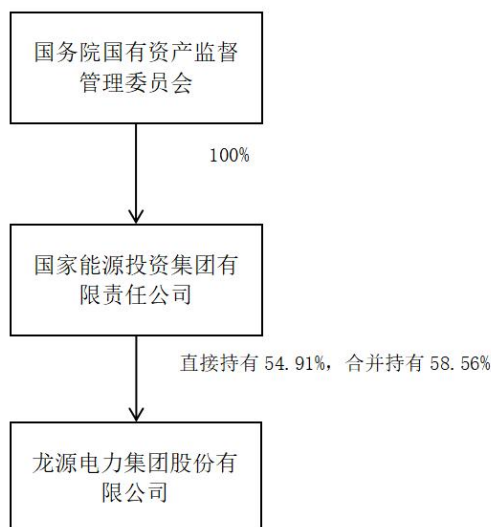 国务院国有资产监督
管理委员会
100%
国家能源投资集团有
限责任公司
直接持有 54.91%，合并持有 58.56%
龙源电力集团股份有
限公司